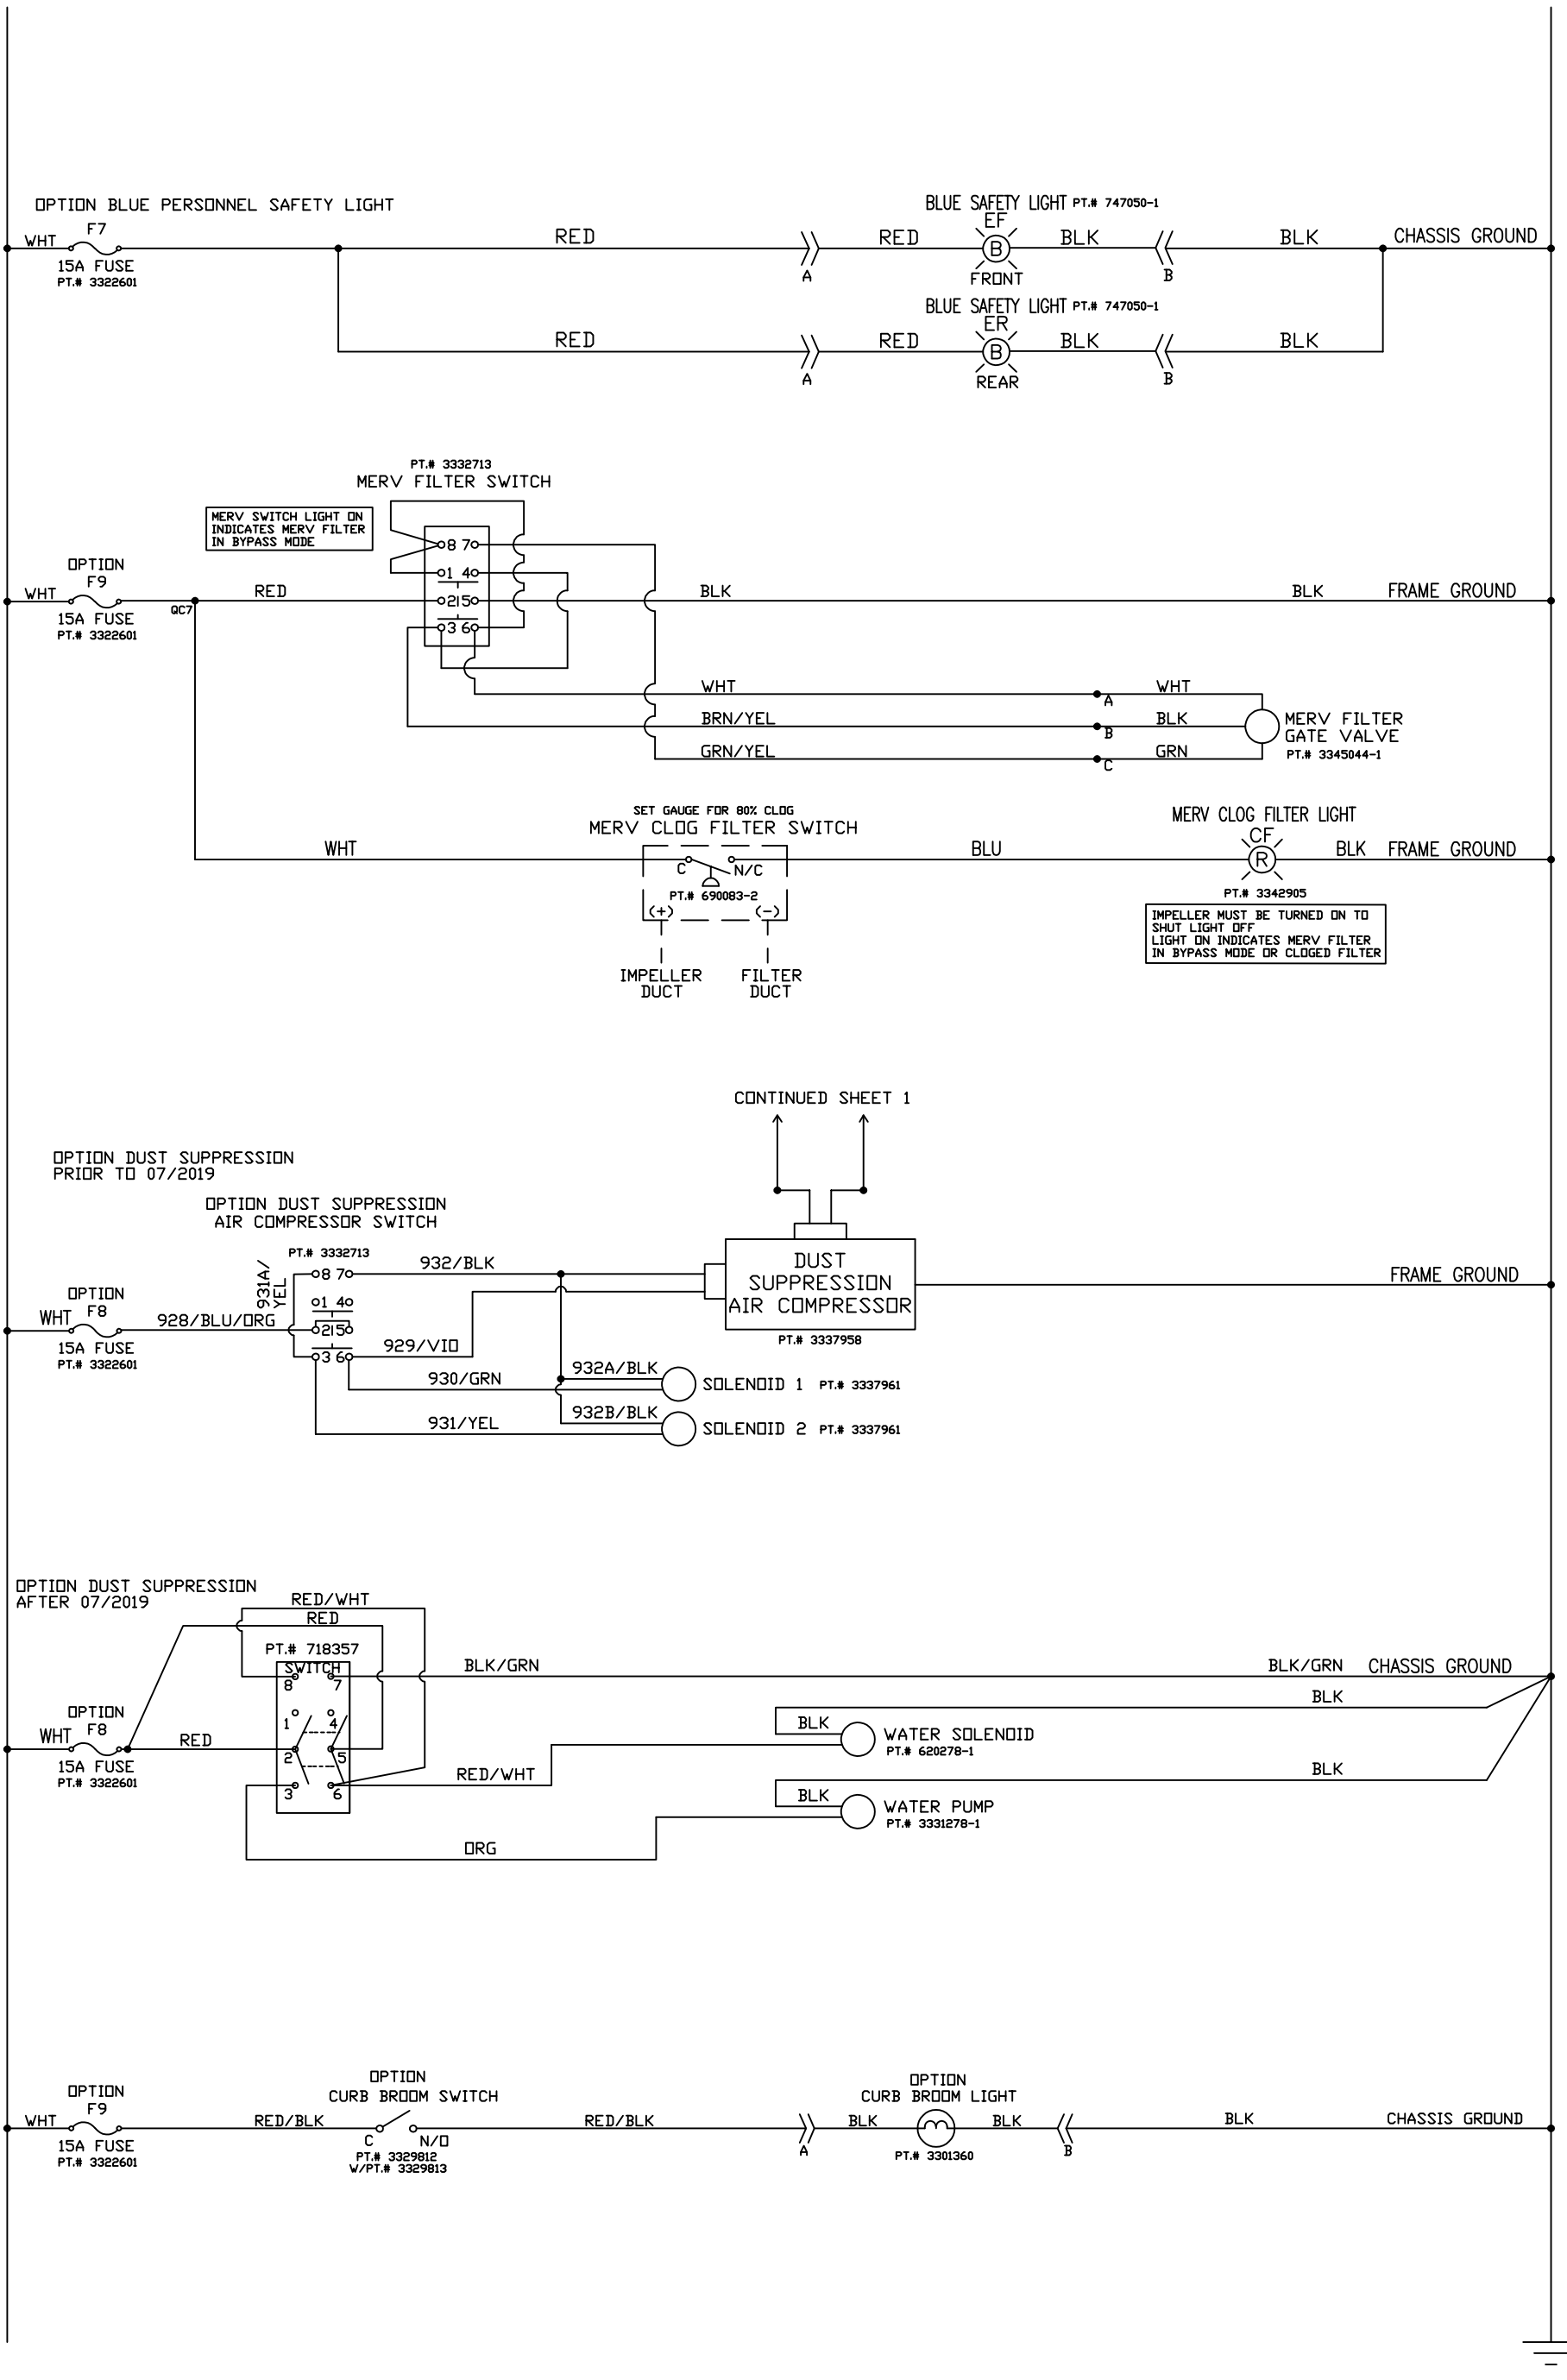 OPTION BLUE PERSONNEL SAFETY LIGHT
F7
WHT
15A FUSE
PT.# 3322601
RED
A
RED
BLUE SAFETY LIGHT PT.# 747050-1
EF
B
FRONT
BLK
B
BLK
CHASSIS GROUND
RED
A
RED
BLUE SAFETY LIGHT PT.# 747050-1
ER
B
REAR
BLK
B
BLK
PT.# 3332713
MERV FILTER SWITCH
MERV SWITCH LIGHT ON
INDICATES MERV FILTER
IN BYPASS MODE
8 7
1 4
2 5
3 6
OPTION
F9
WHT
15A FUSE
PT.# 3322601
QC7
RED
BLK
BLK
FRAME GROUND
WHT
A
WHT
BRN/YEL
B
BLK
GRN/YEL
C
GRN
MERV FILTER
GATE VALVE
PT.# 3345044-1
SET GAUGE FOR 80% CLOG
MERV CLOG FILTER SWITCH
WHT
C
N/C
PT.# 690083-2
(+)
(-)
IMPELLER
DUCT
FILTER
DUCT
BLU
MERV CLOG FILTER LIGHT
CF
R
PT.# 3342905
BLK
FRAME GROUND
IMPELLER MUST BE TURNED ON TO
SHUT LIGHT OFF
LIGHT ON INDICATES MERV FILTER
IN BYPASS MODE OR CLOGED FILTER
CONTINUED SHEET 1
OPTION DUST SUPPRESSION
PRIOR TO 07/2019
OPTION DUST SUPPRESSION
AIR COMPRESSOR SWITCH
PT.# 3332713
931A/
YEL
8 7
1 4
2 5
3 6
932/BLK
DUST
SUPPRESSION
AIR COMPRESSOR
PT.# 3337958
FRAME GROUND
OPTION
F8
WHT
15A FUSE
PT.# 3322601
928/BLU/ORG
929/VIO
930/GRN
931/YEL
932A/BLK
SOLENOID 1 PT.# 3337961
932B/BLK
SOLENOID 2 PT.# 3337961
OPTION DUST SUPPRESSION
AFTER 07/2019
RED/WHT
RED
PT.# 718357
SWITCH
8 7
1 4
2 5
3 6
BLK/GRN
BLK/GRN
CHASSIS GROUND
BLK
OPTION
F8
WHT
15A FUSE
PT.# 3322601
RED
BLK
WATER SOLENOID
PT.# 620278-1
RED/WHT
BLK
BLK
WATER PUMP
PT.# 3331278-1
ORG
OPTION
F9
WHT
15A FUSE
PT.# 3322601
RED/BLK
OPTION
CURB BROOM SWITCH
C
N/O
PT.# 3329812
W/PT.# 3329813
RED/BLK
A
BLK
OPTION
CURB BROOM LIGHT
PT.# 3301360
BLK
B
BLK
CHASSIS GROUND